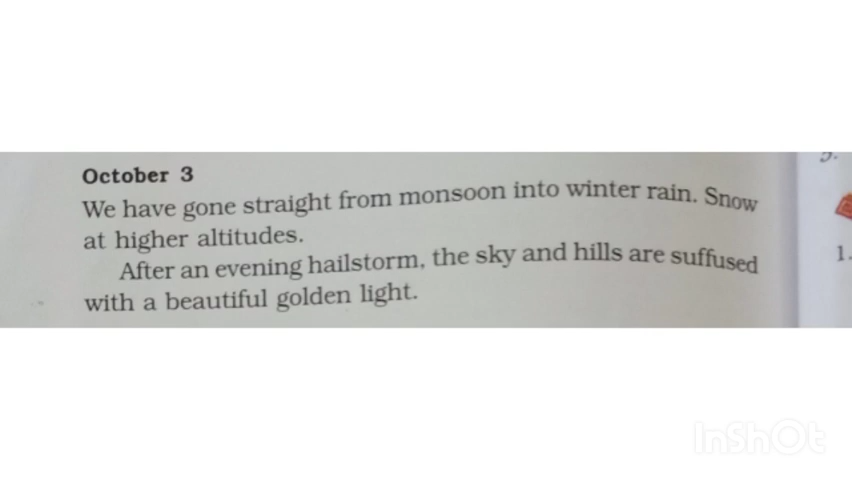 October 3
We have gone straight from monsoon into winter rain. Snow
at higher altitudes.
After an evening hailstorm, the sky and hills are suffused
with a beautiful golden light.
1.
InShOt